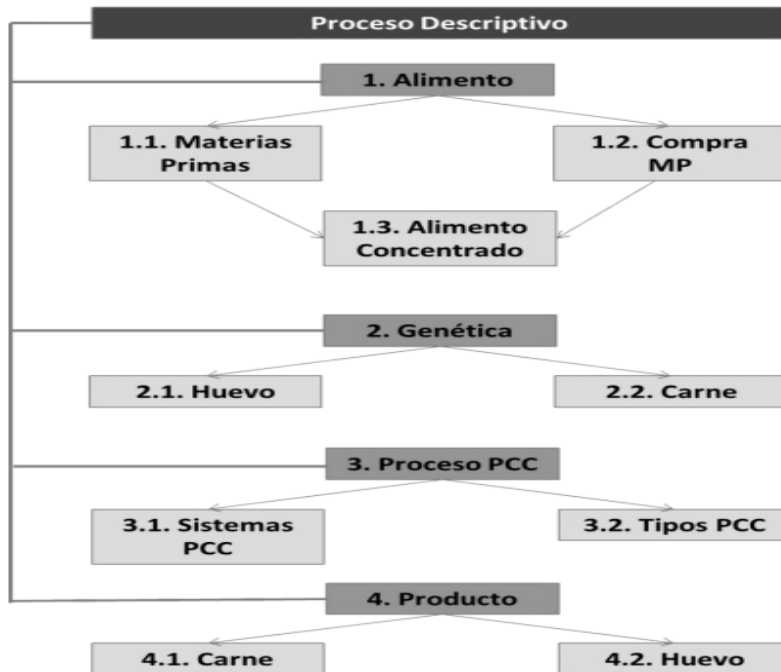 Proceso Descriptivo
1. Alimento
1.1. Materias
Primas
1.2. Compra
MP
1.3. Alimento
Concentrado
2. Genética
2.1. Huevo
2.2. Carne
3. Proceso PCC
3.1. Sistemas
PCC
3.2. Tipos PCC
4. Producto
4.1. Carne
4.2. Huevo